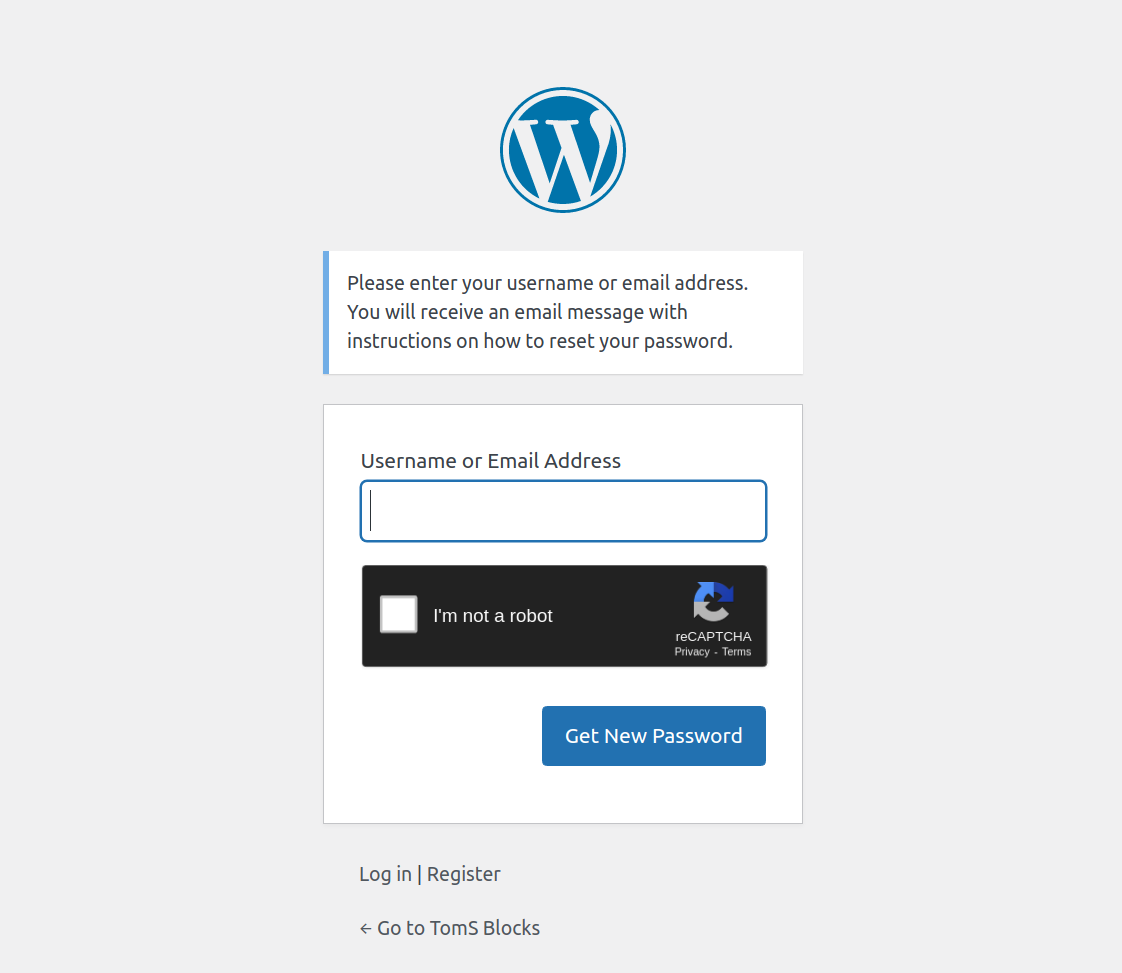 Please enter your username or email address.
You will receive an email message with
instructions on how to reset your password.
Username or Email Address
I'm not a robot
reCAPTCHA
Privacy - Terms
Get New Password
Log in | Register
← Go to TomS Blocks